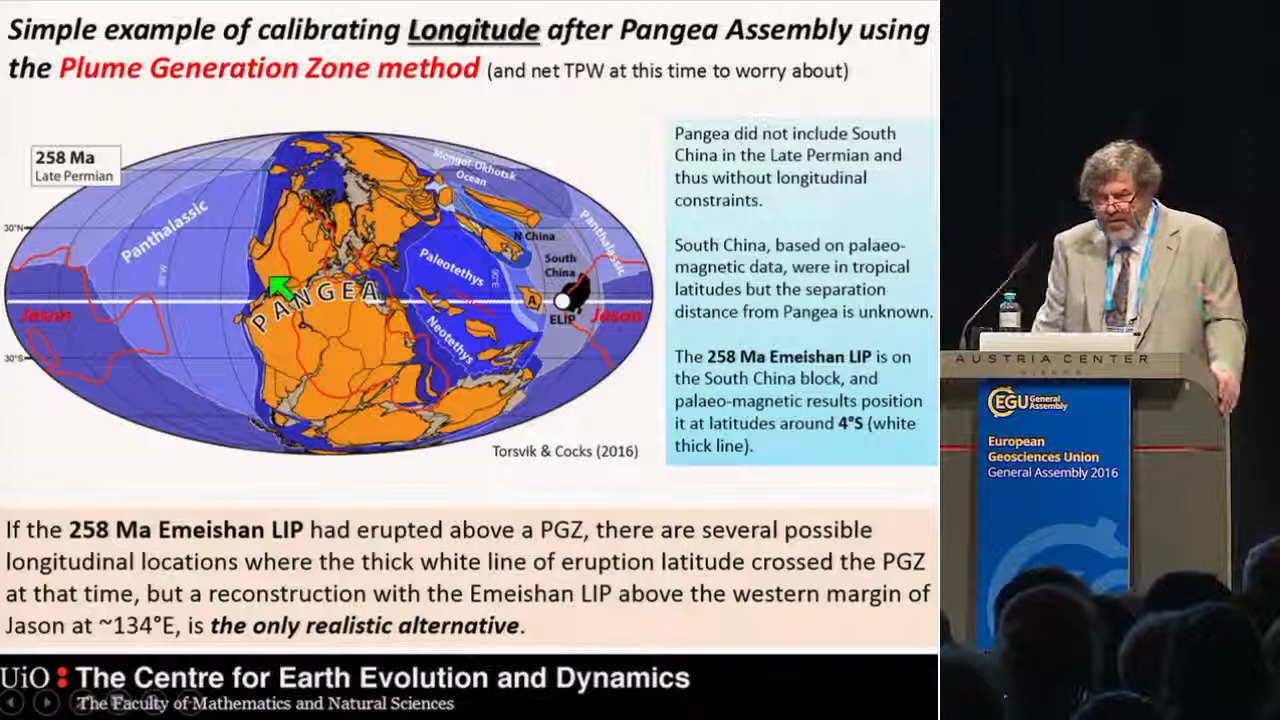 Simple example of calibrating Longitude after Pangea Assembly using
the Plume Generation Zone method (and net TPW at this time to worry about)
258 Ma
Late Permian
Mongol-Okhotsk
Ocean
Panthalassic
Panthalassic
30°N
N China
Paleotethys
South
China
90°E
PANGEA
A
ELIP
Jason
Jason
Neotethys
30°S
Torsvik & Cocks (2016)
Pangea did not include South
China in the Late Permian and
thus without longitudinal
constraints.
South China, based on palaeo-
magnetic data, were in tropical
latitudes but the separation
distance from Pangea is unknown.
The 258 Ma Emeishan LIP is on
the South China block, and
palaeo-magnetic results position
it at latitudes around 4°S (white
thick line).
If the 258 Ma Emeishan LIP had erupted above a PGZ, there are several possible
longitudinal locations where the thick white line of eruption latitude crossed the PGZ
at that time, but a reconstruction with the Emeishan LIP above the western margin of
Jason at ~134°E, is the only realistic alternative.
UiO : The Centre for Earth Evolution and Dynamics
The Faculty of Mathematics and Natural Sciences
AUSTRIA CENTER
EGU General
Assembly
European
Geosciences Union
General Assembly 2016